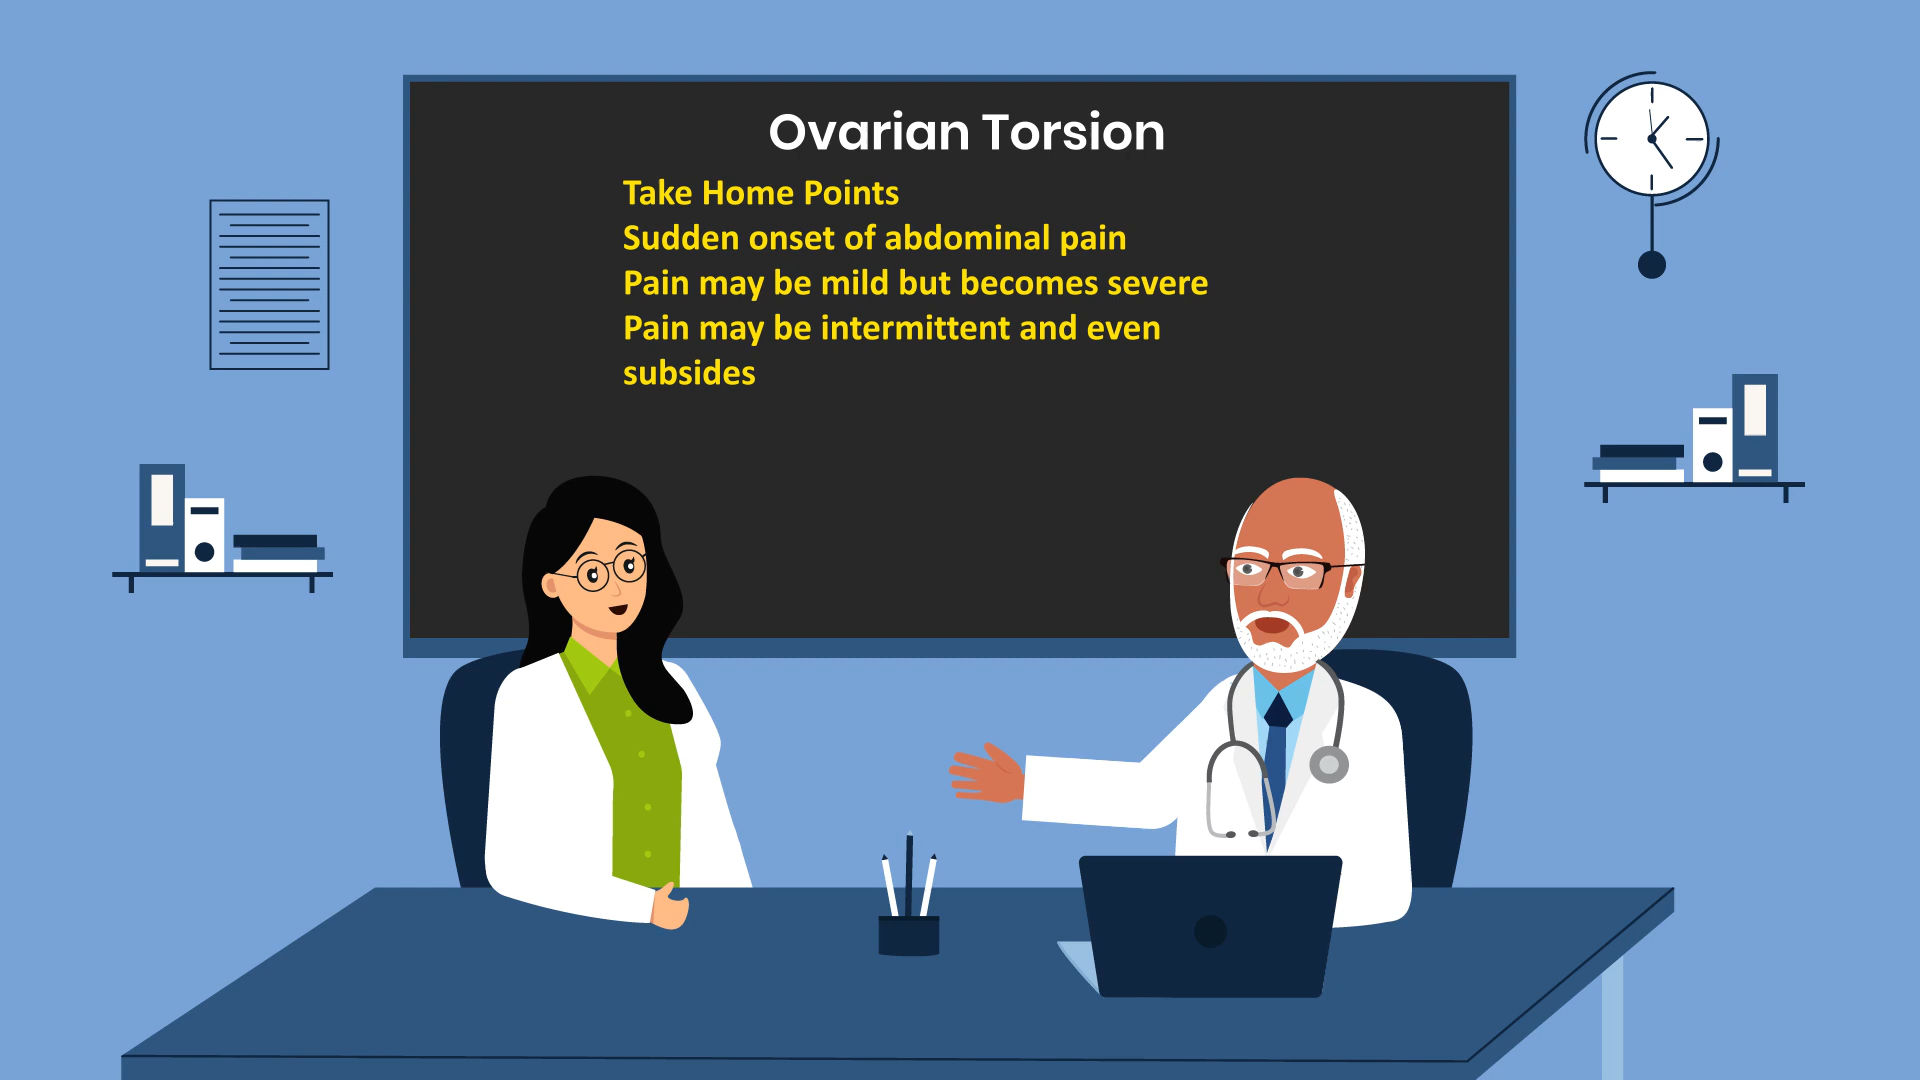 Ovarian Torsion
Take Home Points
Sudden onset of abdominal pain
Pain may be mild but becomes severe
Pain may be intermittent and even
subsides